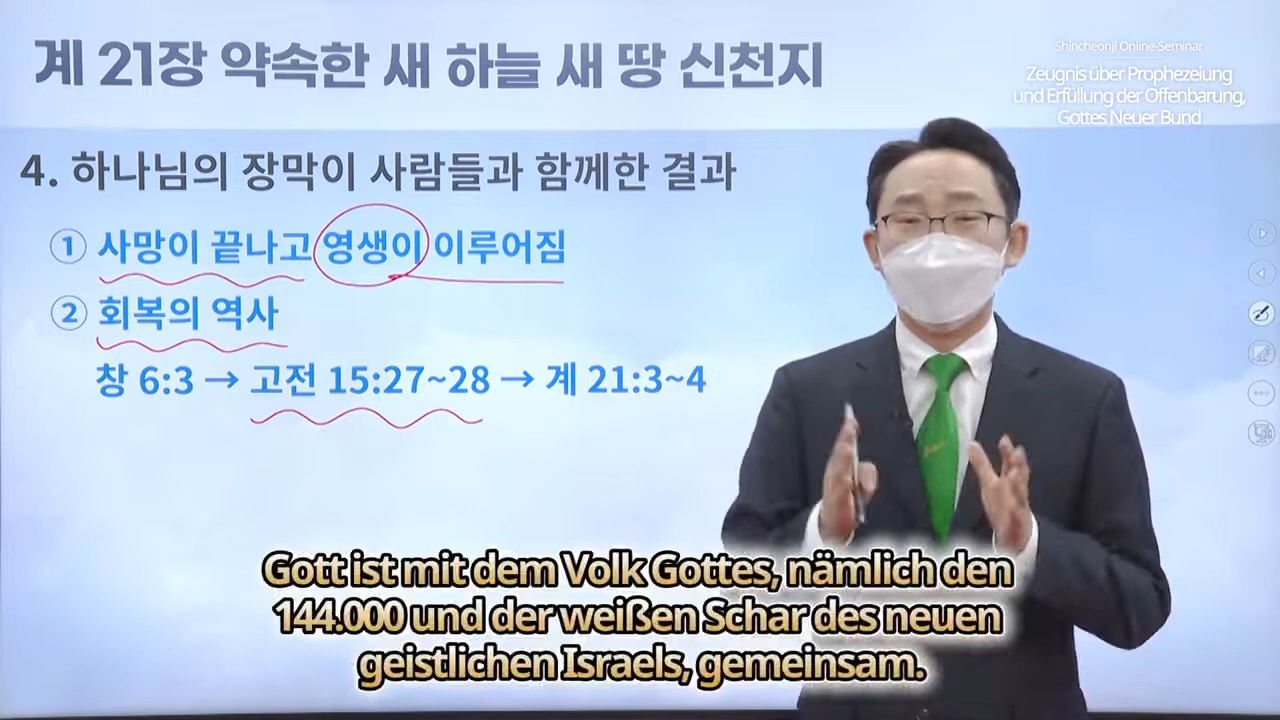 계 21장 약속한 새 하늘 새 땅 신천지
Shincheonji Online-Seminar
Zeugnis über Prophezeiung
und Erfüllung der Offenbarung,
Gottes Neuer Bund
4. 하나님의 장막이 사람들과 함께한 결과
① 사망이 끝나고 영생이 이루어짐
② 회복의 역사
창 6:3 → 고전 15:27~28 → 계 21:3~4
Gott ist mit dem Volk Gottes, nämlich den
144.000 und der weißen Schar des neuen
geistlichen Israels, gemeinsam.